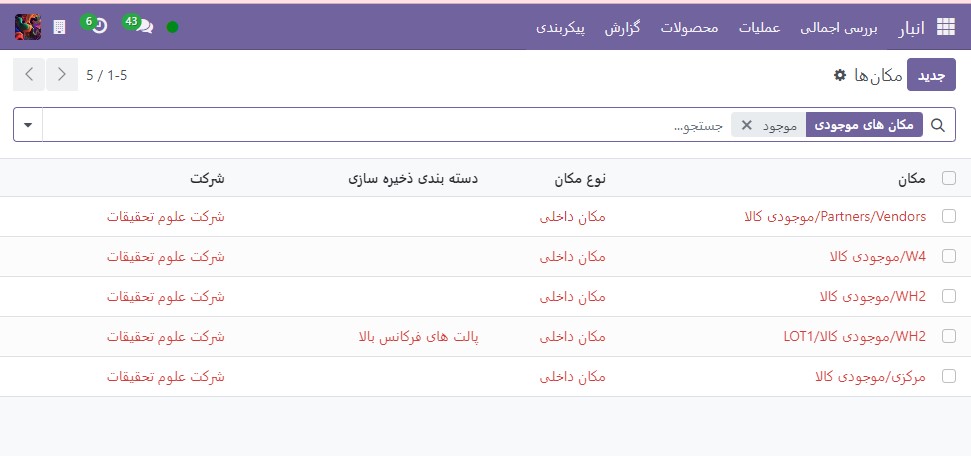 انبار بررسی اجمالی عملیات محصولات گزارش پیکربندی 43 6
جدید مکان‌ها 5 / 1-5
مکان های موجودی موجود جستجو...
مکان نوع مکان دسته بندی ذخیره سازی شرکت
Partners/Vendors/موجودی کالا مکان داخلی شرکت علوم تحقیقات
W4/موجودی کالا مکان داخلی شرکت علوم تحقیقات
WH2/موجودی کالا مکان داخلی شرکت علوم تحقیقات
WH2/موجودی کالا/LOT1 مکان داخلی پالت های فرکانس بالا شرکت علوم تحقیقات
مرکزی/موجودی کالا مکان داخلی شرکت علوم تحقیقات